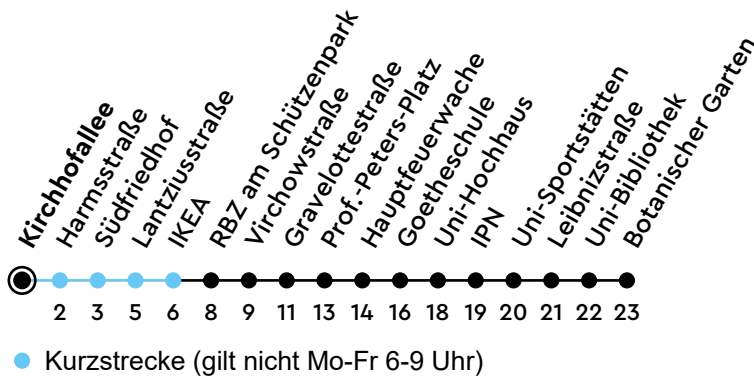 Kirchhofallee
Harmsstraße
Südfriedhof
Lantziusstraße
IKEA
RBZ am Schützenpark
Virchowstraße
Gravelottestraße
Prof.-Peters-Platz
Hauptfeuerwache
Goetheschule
Uni-Hochhaus
IPN
Uni-Sportstätten
Leibnizstraße
Uni-Bibliothek
Botanischer Garten
2 3 5 6 8 9 11 13 14 16 18 19 20 21 22 23
Kurzstrecke (gilt nicht Mo-Fr 6-9 Uhr)